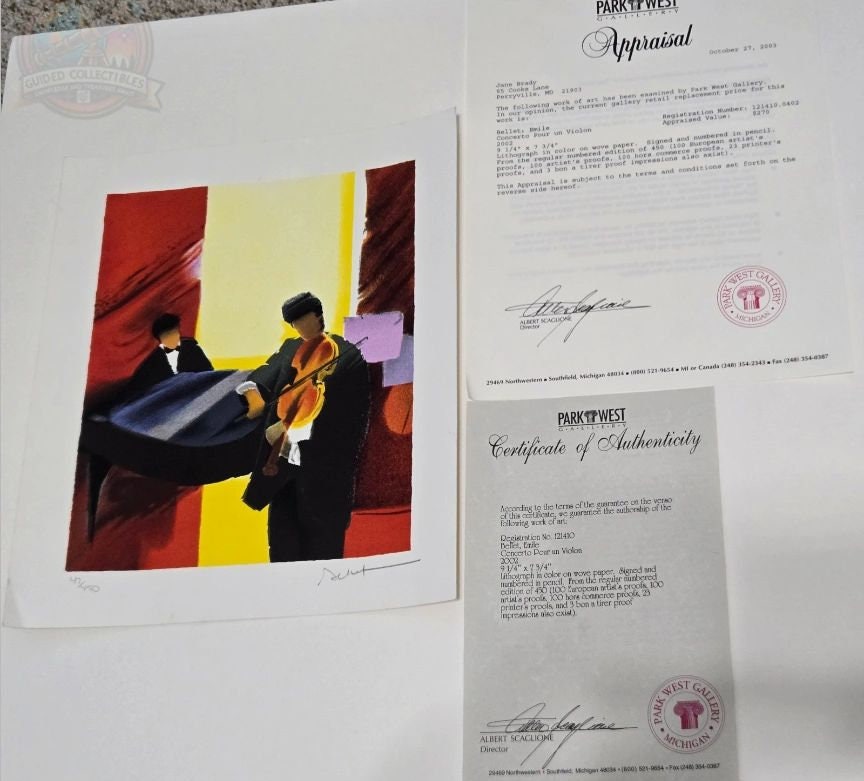 GUIDED COLLECTIBLES
PARK WEST
G·A·L·L·E·R·Y
Appraisal
October 27, 2003
Jane Brady
65 Cooks Lane
Perryville, MD 21903
The following work of art has been examined by Park West Gallery.
In our opinion, the current gallery retail replacement price for this
work is:
Registration Number: 121410.0402
Appraised Value: $270
Bellet, Emile
Concerto Pour un Violon
2002
9 1/4" x 7 3/4"
Lithograph in color on wove paper. Signed and numbered in pencil.
From the regular numbered edition of 450 (100 European artist's
proofs, 100 artist's proofs, 100 hors commerce proofs, 23 printer's
proofs, and 3 bon a tirer proof impressions also exist).
This Appraisal is subject to the terms and conditions set forth on the
reverse side hereof.
ALBERT SCAGLIONE
Director
PARK WEST GALLERY
MICHIGAN
29469 Northwestern ▪ Southfield, Michigan 48034 ▪ (800) 521-9654 ▪ MI or Canada (248) 354-2343 ▪ Fax (248) 354-0387
PARK WEST
G·A·L·L·E·R·Y
Certificate of Authenticity
According to the terms of the guarantee on the verso
of this certificate, we guarantee the authorship of the
following work of art.
Registration No. 121410
Bellet, Emile
Concerto Pour un Violon
2002
9 1/4" x 7 3/4"
Lithograph in color on wove paper. Signed and
numbered in pencil. From the regular numbered
edition of 450 (100 European artist's proofs, 100
artist's proofs, 100 hors commerce proofs, 23
printer's proofs, and 3 bon a tirer proof
impressions also exist).
ALBERT SCAGLIONE
Director
PARK WEST GALLERY
MICHIGAN
29469 Northwestern ▪ Southfield, Michigan 48034 ▪ (800) 521-9654 ▪ Fax (248) 354-0387